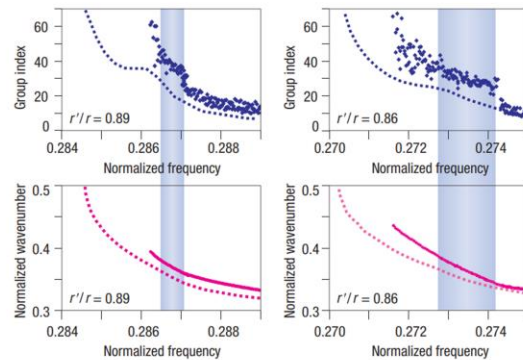 60
40
20
0
Group index
r′/r = 0.89
0.284 0.286 0.288
Normalized frequency
60
40
20
0
Group index
r′/r = 0.86
0.270 0.272 0.274
Normalized frequency
0.5
0.4
0.3
Normalized wavenumber
r′/r = 0.89
0.284 0.286 0.288
Normalized frequency
0.5
0.4
0.3
Normalized wavenumber
r′/r = 0.86
0.270 0.272 0.274
Normalized frequency